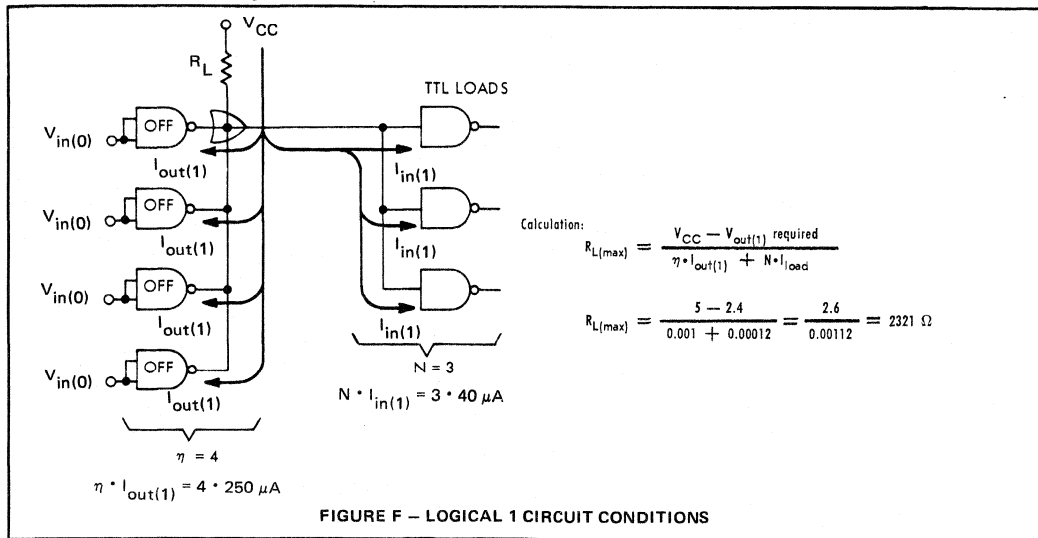 V_CC
R_L
TTL LOADS
V_in(0)
OFF
I_out(1)
I_in(1)
V_in(0)
OFF
I_out(1)
I_in(1)
V_in(0)
OFF
I_out(1)
I_in(1)
V_in(0)
OFF
I_out(1)
N = 3
N • I_in(1) = 3 • 40 μA
η = 4
η • I_out(1) = 4 • 250 μA
Calculation:
R_L(max) = (V_CC − V_out(1) required) / (η•I_out(1) + N•I_load)
R_L(max) = (5 − 2.4) / (0.001 + 0.00012) = 2.6 / 0.00112 = 2321 Ω
FIGURE F – LOGICAL 1 CIRCUIT CONDITIONS